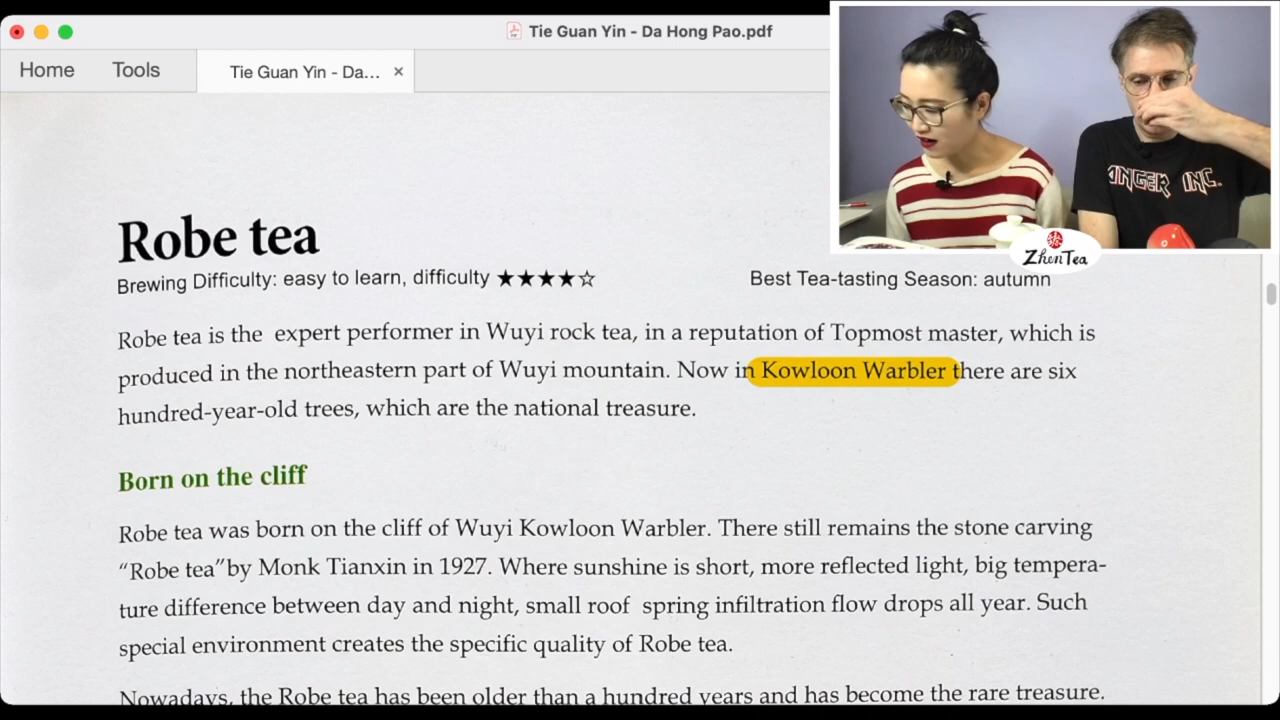 Tie Guan Yin - Da Hong Pao.pdf
Home
Tools
Tie Guan Yin - Da...
ANGER INC.
ZhenTea
Robe tea
Brewing Difficulty: easy to learn, difficulty ★★★★☆
Best Tea-tasting Season: autumn
Robe tea is the expert performer in Wuyi rock tea, in a reputation of Topmost master, which is
produced in the northeastern part of Wuyi mountain. Now in Kowloon Warbler there are six
hundred-year-old trees, which are the national treasure.
Born on the cliff
Robe tea was born on the cliff of Wuyi Kowloon Warbler. There still remains the stone carving
“Robe tea”by Monk Tianxin in 1927. Where sunshine is short, more reflected light, big tempera-
ture difference between day and night, small roof spring infiltration flow drops all year. Such
special environment creates the specific quality of Robe tea.
Nowadays, the Robe tea has been older than a hundred years and has become the rare treasure.